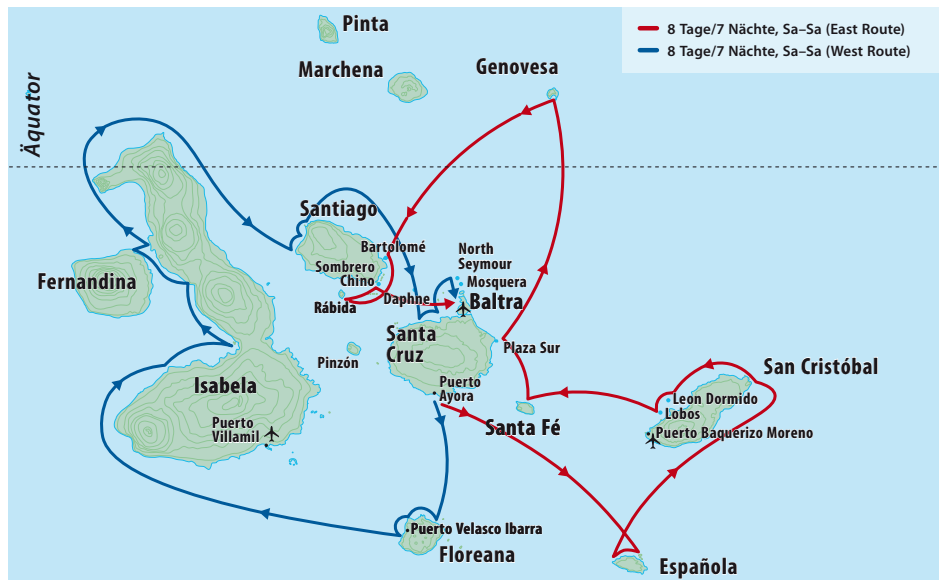 Pinta
8 Tage/7 Nächte, Sa–Sa (East Route)
8 Tage/7 Nächte, Sa–Sa (West Route)
Marchena
Genovesa
Äquator
Santiago
Bartolomé
North
Seymour
Sombrero
Chino
Mosquera
Fernandina
Rábida
Daphne
Baltra
Santa
Cruz
Plaza Sur
Pinzón
San Cristóbal
Isabela
Puerto
Ayora
Leon Dormido
Lobos
Santa Fé
Puerto
Villamil
Puerto Baquerizo Moreno
Puerto Velasco Ibarra
Floreana
Española